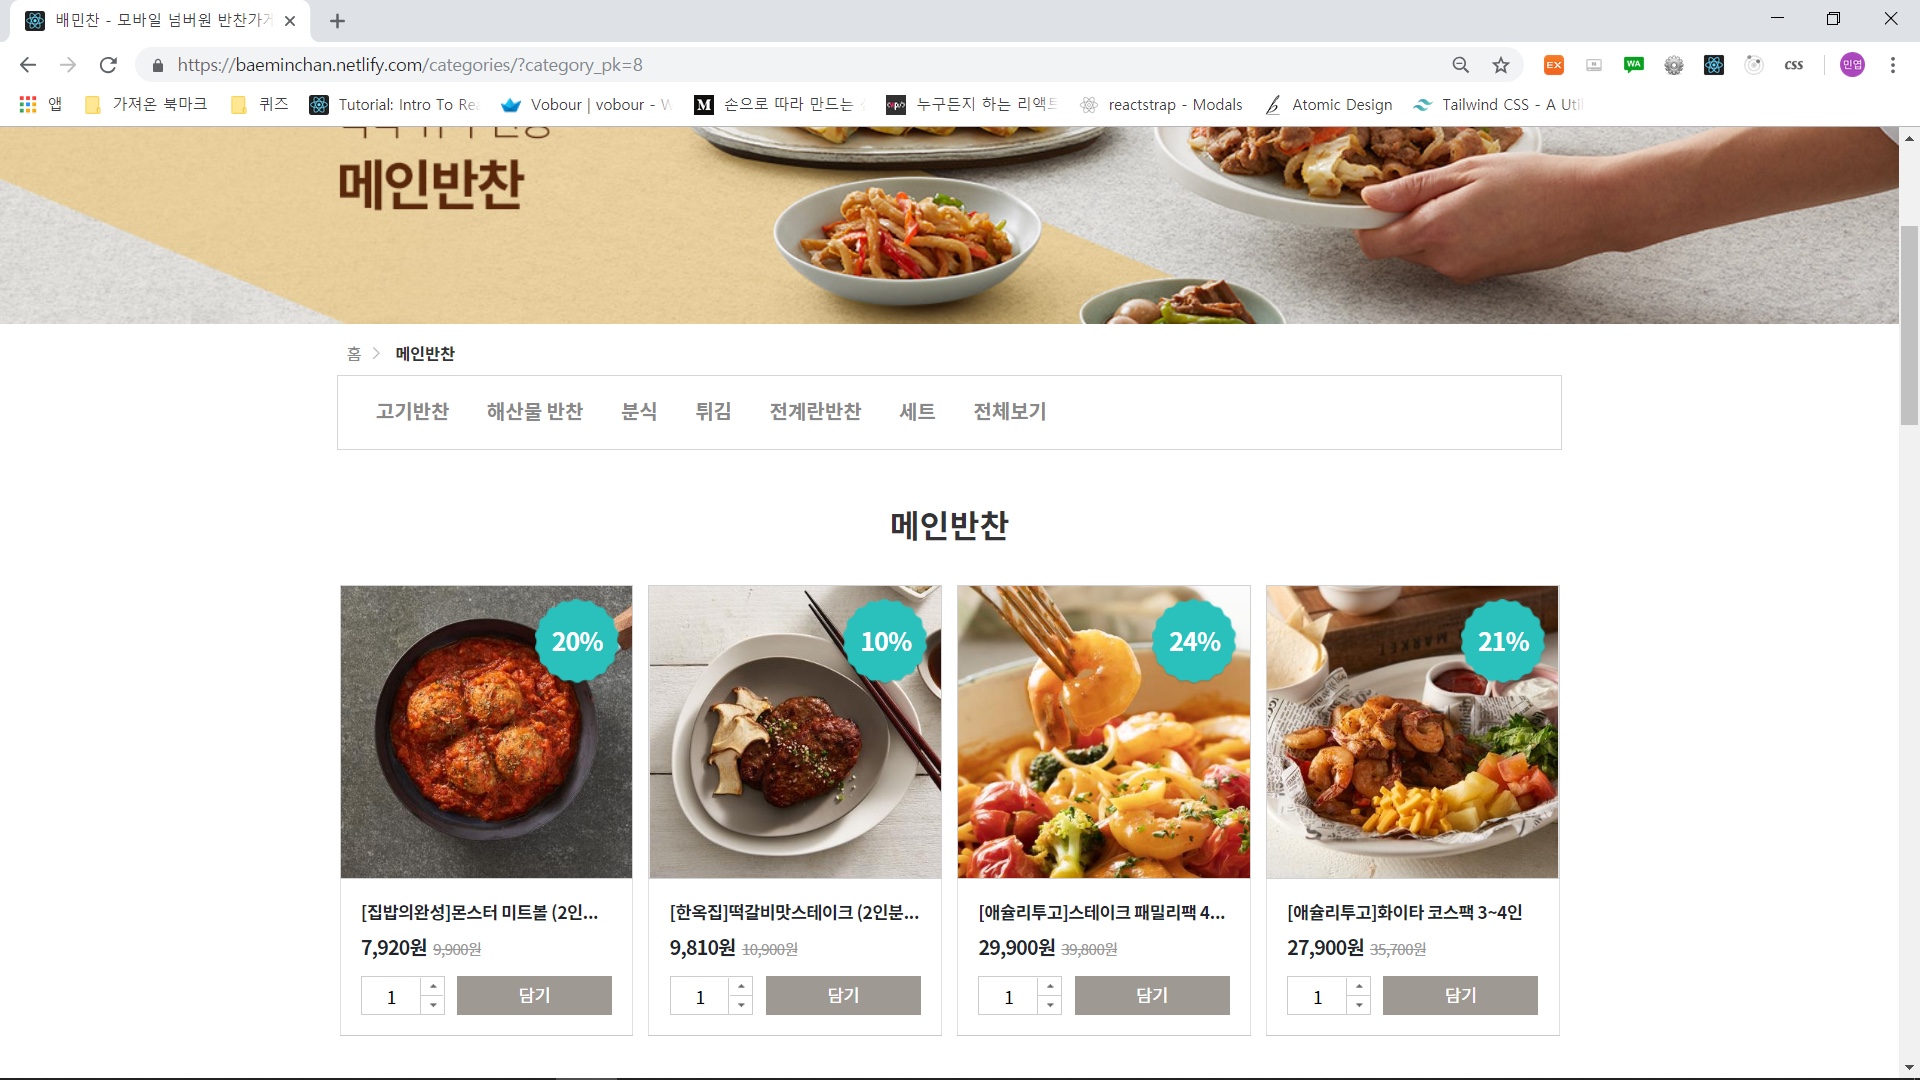 배민찬 - 모바일 넘버원 반찬가게
https://baeminchan.netlify.com/categories/?category_pk=8
EX
WA
css
민엽
앱
가져온 북마크
퀴즈
Tutorial: Intro To Rea
Vobour | vobour - W
M
손으로 따라 만드는
누구든지 하는 리액트
reactstrap - Modals
Atomic Design
Tailwind CSS - A Util
메인반찬
홈 > 메인반찬
고기반찬 해산물 반찬 분식 튀김 전계란반찬 세트 전체보기
메인반찬
20%
10%
24%
21%
MARKET
[집밥의완성]몬스터 미트볼 (2인...
7,920원 9,900원
1 담기
[한옥집]떡갈비맛스테이크 (2인분...
9,810원 10,900원
1 담기
[애슐리투고]스테이크 패밀리팩 4...
29,900원 39,800원
1 담기
[애슐리투고]화이타 코스팩 3~4인
27,900원 35,700원
1 담기